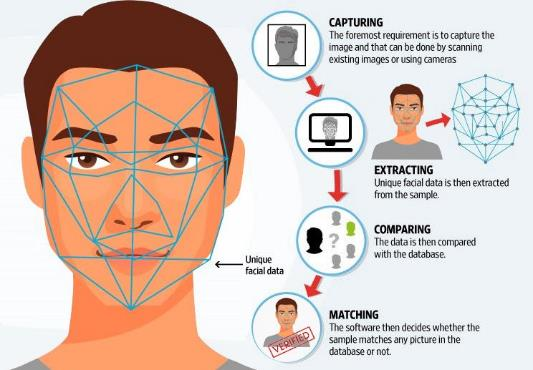 CAPTURING
The foremost requirement is to capture the
image and that can be done by scanning
existing images or using cameras
EXTRACTING
Unique facial data is then extracted
from the sample.
COMPARING
The data is then compared
with the database.
?
Unique
facial data
MATCHING
The software then decides whether the
sample matches any picture in the
database or not.
VERIFIED